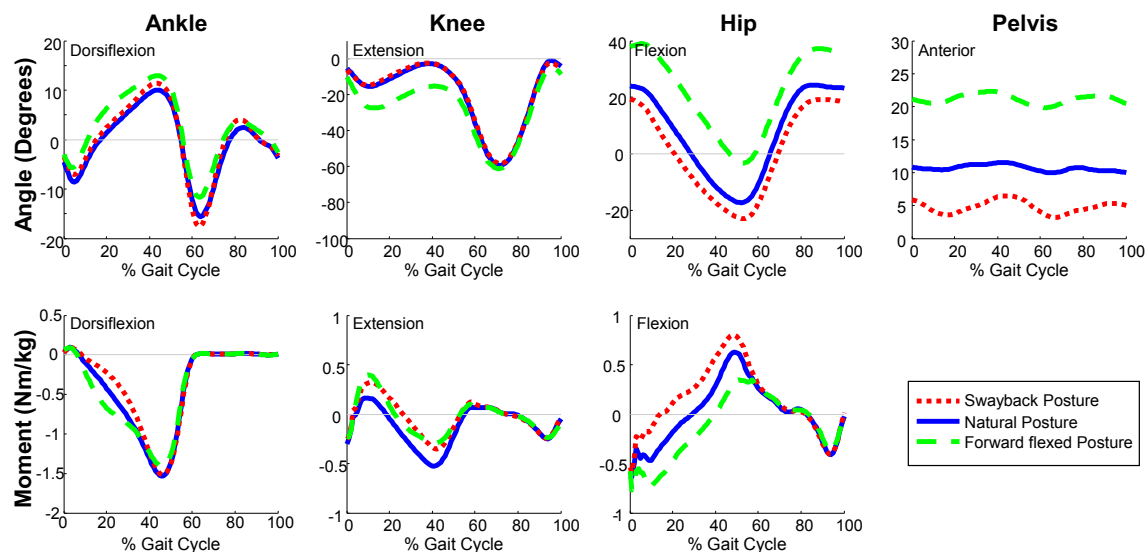 Ankle
Knee
Hip
Pelvis
Angle (Degrees)
Dorsiflexion
20
10
0
-10
-20
0 20 40 60 80 100
% Gait Cycle
Extension
0
-20
-40
-60
-80
-100
0 20 40 60 80 100
% Gait Cycle
Flexion
40
20
0
-20
-30
0 20 40 60 80 100
% Gait Cycle
Anterior
30
25
20
15
10
5
0
0 20 40 60 80 100
% Gait Cycle
Moment (Nm/kg)
Dorsiflexion
0.5
0
-0.5
-1
-1.5
-2
0 20 40 60 80 100
% Gait Cycle
Extension
1
0.5
0
-0.5
-1
0 20 40 60 80 100
% Gait Cycle
Flexion
1
0.5
0
-0.5
-1
0 20 40 60 80 100
% Gait Cycle
Swayback Posture
Natural Posture
Forward flexed Posture